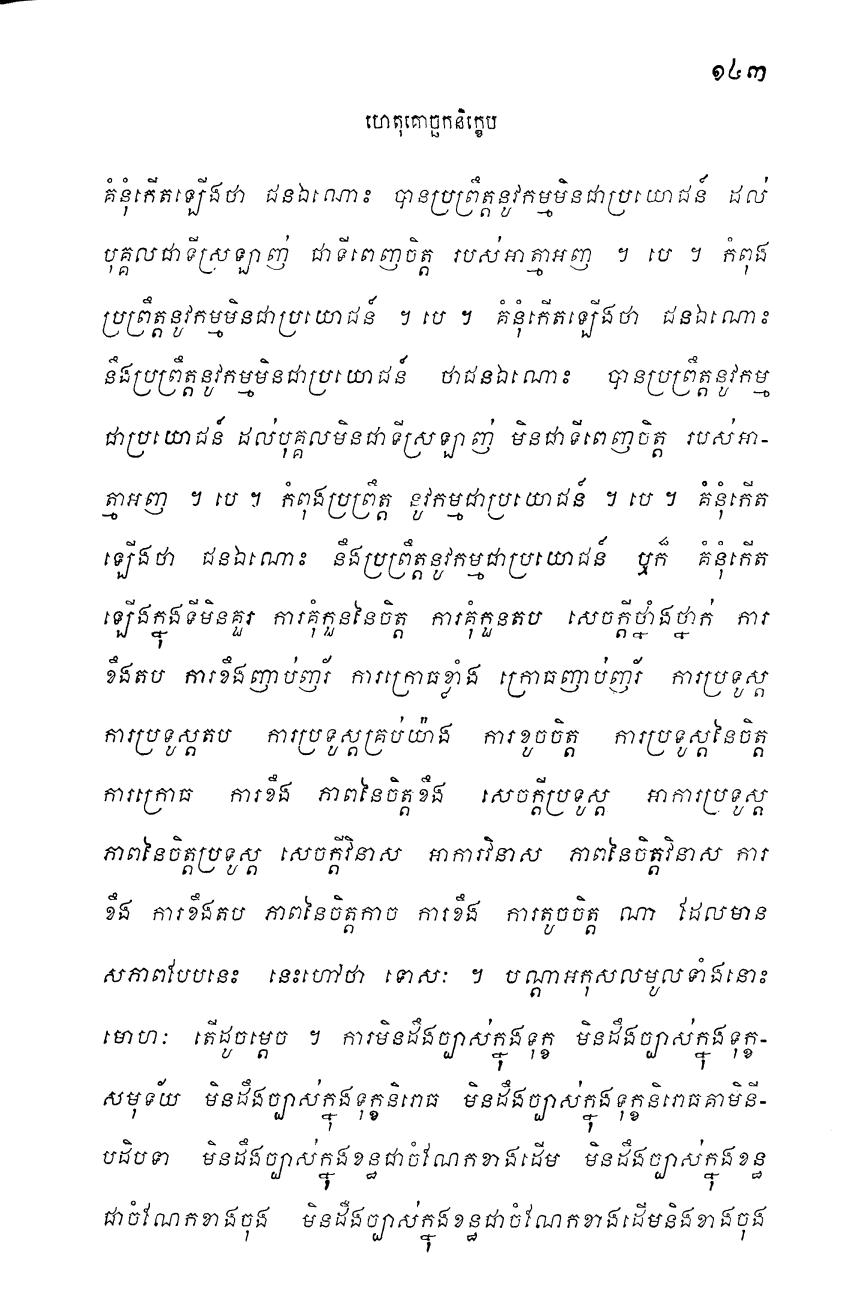 ១៤៣
ហេតុគោច្ឆកនិក្ខេប
គំនុំកើតឡើងថា ជនឯណោះ បានប្រព្រឹត្តនូវកម្មមិនជាប្រយោជន៍ ដល់
បុគ្គលជាទីស្រឡាញ់ ជាទីពេញចិត្ត របស់អាត្មាអញ ។ បេ ។ កំពុង
ប្រព្រឹត្តនូវកម្មមិនជាប្រយោជន៍ ។ បេ ។ គំនុំកើតឡើងថា ជនឯណោះ
នឹងប្រព្រឹត្តនូវកម្មមិនជាប្រយោជន៍ ថាជនឯណោះ បានប្រព្រឹត្តនូវកម្ម
ជាប្រយោជន៍ ដល់បុគ្គលមិនជាទីស្រឡាញ់ មិនជាទីពេញចិត្ត របស់អា-
ត្មាអញ ។ បេ ។ កំពុងប្រព្រឹត្ត នូវកម្មជាប្រយោជន៍ ។ បេ ។ គំនុំកើត
ឡើងថា ជនឯណោះ នឹងប្រព្រឹត្តនូវកម្មជាប្រយោជន៍ ឬក៏ គំនុំកើត
ឡើងក្នុងទីមិនគួរ ការគុំកួននៃចិត្ត ការគុំកួនតប សេចក្តីថ្នាំងថ្នាក់ ការ
ខឹងតប ការខឹងញាប់ញ័រ ការក្រោធខ្លាំង ក្រោធញាប់ញ័រ ការប្រទូស្ត
ការប្រទូស្តតប ការប្រទូស្តគ្រប់យ៉ាង ការខូចចិត្ត ការប្រទូស្តនៃចិត្ត
ការក្រោធ ការខឹង ភាពនៃចិត្តខឹង សេចក្តីប្រទូស្ត អាការប្រទូស្ត
ភាពនៃចិត្តប្រទូស្ត សេចក្តីវិនាស អាការវិនាស ភាពនៃចិត្តវិនាស ការ
ខឹង ការខឹងតប ភាពនៃចិត្តកាច ការខឹង ការតូចចិត្ត ណា ដែលមាន
សភាពបែបនេះ នេះហៅថា ទោសៈ ។ បណ្តាអកុសលមូលទាំងនោះ
មោហៈ តើដូចម្តេច ។ ការមិនដឹងច្បាស់ក្នុងទុក្ខ មិនដឹងច្បាស់ក្នុងទុក្ខ-
សមុទយ័ មិនដឹងច្បាស់ក្នុងទុក្ខនិរោធ មិនដឹងច្បាស់ក្នុងទុក្ខនិរោធគាមិនី-
បដិបទា មិនដឹងច្បាស់ក្នុងខន្ធជាចំណែកខាងដើម មិនដឹងច្បាស់ក្នុងខន្ធ
ជាចំណែកខាងចុង មិនដឹងច្បាស់ក្នុងខន្ធជាចំណែកខាងដើមនិងខាងចុង